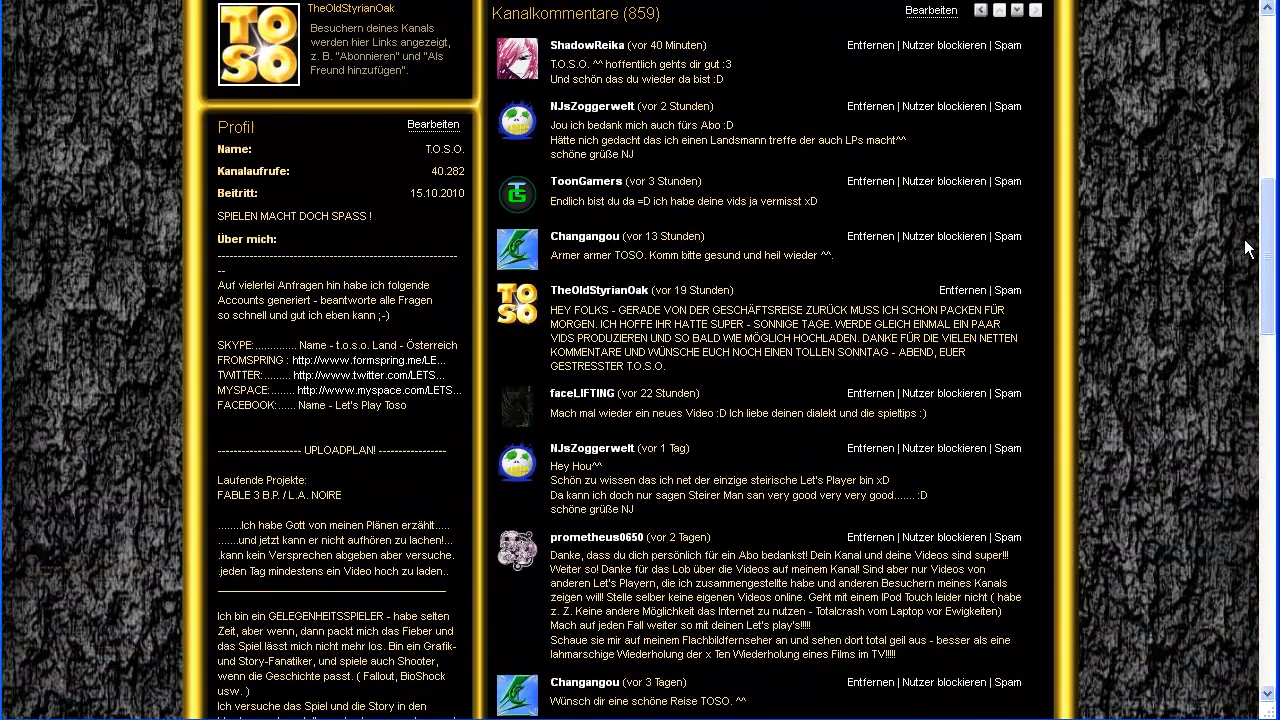 TO
SO
TheOldStyrianOak
Besuchern deines Kanals
werden hier Links angezeigt,
z. B. "Abonnieren" und "Als
Freund hinzufügen".
Profil
Bearbeiten
Name: T.O.S.O.
Kanalaufrufe: 40.282
Beitritt: 15.10.2010
SPIELEN MACHT DOCH SPASS !
Über mich:
------------------------------------------------------------
--
Auf vielerlei Anfragen hin habe ich folgende
Accounts generiert - beantworte alle Fragen
so schnell und gut ich eben kann ;-)
SKYPE:.............. Name - t.o.s.o. Land - Österreich
FROMSPRING : http://www.formspring.me/LE...
TWITTER:......... http://www.twitter.com/LETS...
MYSPACE:........ http://www.myspace.com/LETS...
FACEBOOK:...... Name - Let's Play Toso
--------------------- UPLOADPLAN! -----------------
Laufende Projekte:
FABLE 3 B.P. / L.A. NOIRE
........Ich habe Gott von meinen Plänen erzählt.....
.......und jetzt kann er nicht aufhören zu lachen!...
.kann kein Versprechen abgeben aber versuche.
.jeden Tag mindestens ein Video hoch zu laden..
Ich bin ein GELEGENHEITSSPIELER - habe selten
Zeit, aber wenn, dann packt mich das Fieber und
das Spiel lässt mich nicht mehr los. Bin ein Grafik-
und Story-Fanatiker, und spiele auch Shooter,
wenn die Geschichte passt. ( Fallout, BioShock
usw. )
Ich versuche das Spiel und die Story in den
Kanalkommentare (859)
Bearbeiten
ShadowReika (vor 40 Minuten) Entfernen | Nutzer blockieren | Spam
T.O.S.O. ^^ hoffentlich gehts dir gut :3
Und schön das du wieder da bist :D
NJsZoggerwelt (vor 2 Stunden) Entfernen | Nutzer blockieren | Spam
Jou ich bedank mich auch fürs Abo :D
Hätte nich gedacht das ich einen Landsmann treffe der auch LPs macht^^
schöne grüße NJ
TG
ToonGamers (vor 3 Stunden) Entfernen | Nutzer blockieren | Spam
Endlich bist du da =D ich habe deine vids ja vermisst xD
Changangou (vor 13 Stunden) Entfernen | Nutzer blockieren | Spam
Armer armer TOSO. Komm bitte gesund und heil wieder ^^.
TO
SO
TheOldStyrianOak (vor 19 Stunden) Entfernen | Spam
HEY FOLKS - GERADE VON DER GESCHÄFTSREISE ZURÜCK MUSS ICH SCHON PACKEN FÜR
MORGEN. ICH HOFFE IHR HATTE SUPER - SONNIGE TAGE. WERDE GLEICH EINMAL EIN PAAR
VIDS PRODUZIEREN UND SO BALD WIE MÖGLICH HOCHLADEN. DANKE FÜR DIE VIELEN NETTEN
KOMMENTARE UND WÜNSCHE EUCH NOCH EINEN TOLLEN SONNTAG - ABEND, EUER
GESTRESSTER T.O.S.O.
faceLIFTING (vor 22 Stunden) Entfernen | Nutzer blockieren | Spam
Mach mal wieder ein neues Video :D Ich liebe deinen dialekt und die spieltips :)
NJsZoggerwelt (vor 1 Tag) Entfernen | Nutzer blockieren | Spam
Hey Hou^^
Schön zu wissen das ich net der einzige steirische Let's Player bin xD
Da kann ich doch nur sagen Steirer Man san very good very very good....... :D
schöne grüße NJ
prometheus0650 (vor 2 Tagen) Entfernen | Nutzer blockieren | Spam
Danke, dass du dich persönlich für ein Abo bedankst! Dein Kanal und deine Videos sind super!!!
Weiter so! Danke für das Lob über die Videos auf meinem Kanal! Sind aber nur Videos von
anderen Let's Playern, die ich zusammengestellte habe und anderen Besuchern meines Kanals
zeigen will! Stelle selber keine eigenen Videos online. Geht mit einem IPod Touch leider nicht ( habe
z. Z. Keine andere Möglichkeit das Internet zu nutzen - Totalcrash vom Laptop vor Ewigkeiten)
Mach auf jeden Fall weiter so mit deinen Let's play's!!!!!
Schaue sie mir auf meinem Flachbildfernseher an und sehen dort total geil aus - besser als eine
lahmarschige Wiederholung der x Ten Wiederholung eines Films im TV!!!!!
Changangou (vor 3 Tagen) Entfernen | Nutzer blockieren | Spam
Wünsch dir eine schöne Reise TOSO. ^^